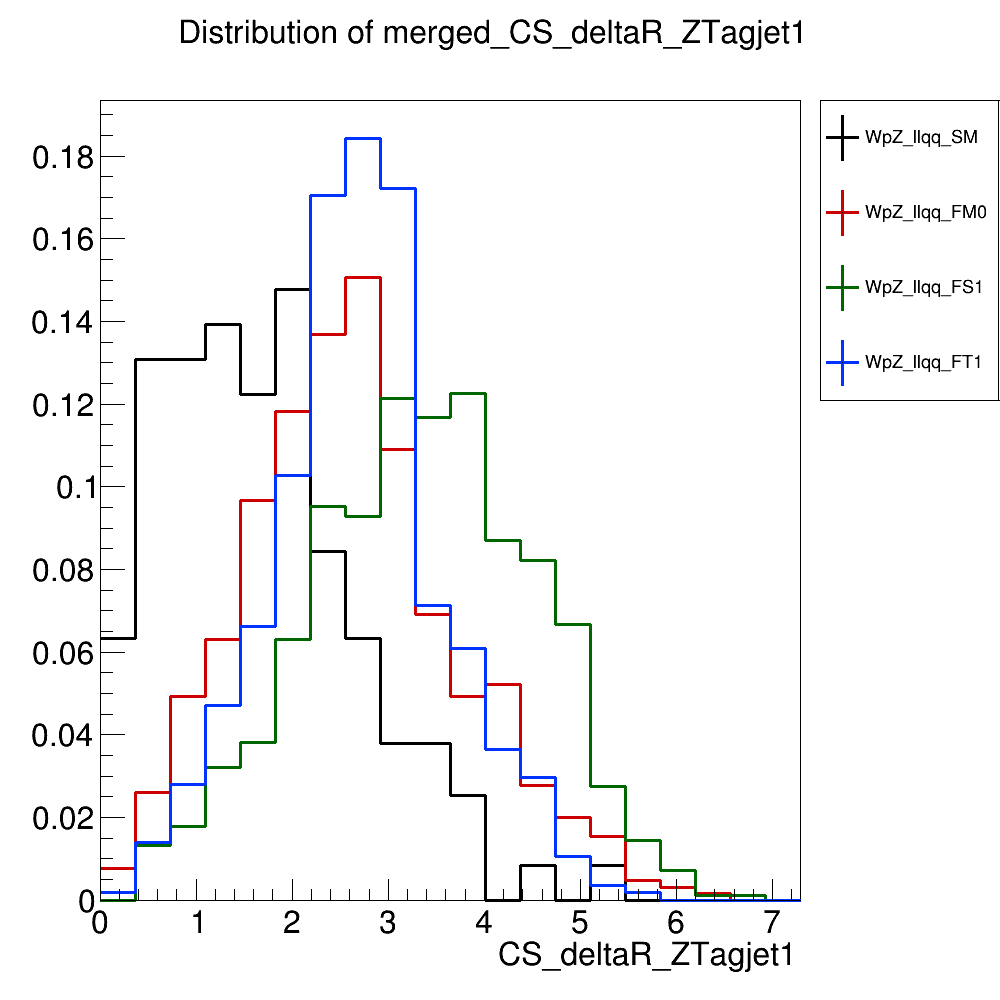 Distribution of merged_CS_deltaR_ZTagjet1
WpZ_llqq_SM
WpZ_llqq_FM0
WpZ_llqq_FS1
WpZ_llqq_FT1
0.18
0.16
0.14
0.12
0.1
0.08
0.06
0.04
0.02
0
0 1 2 3 4 5 6 7
CS_deltaR_ZTagjet1